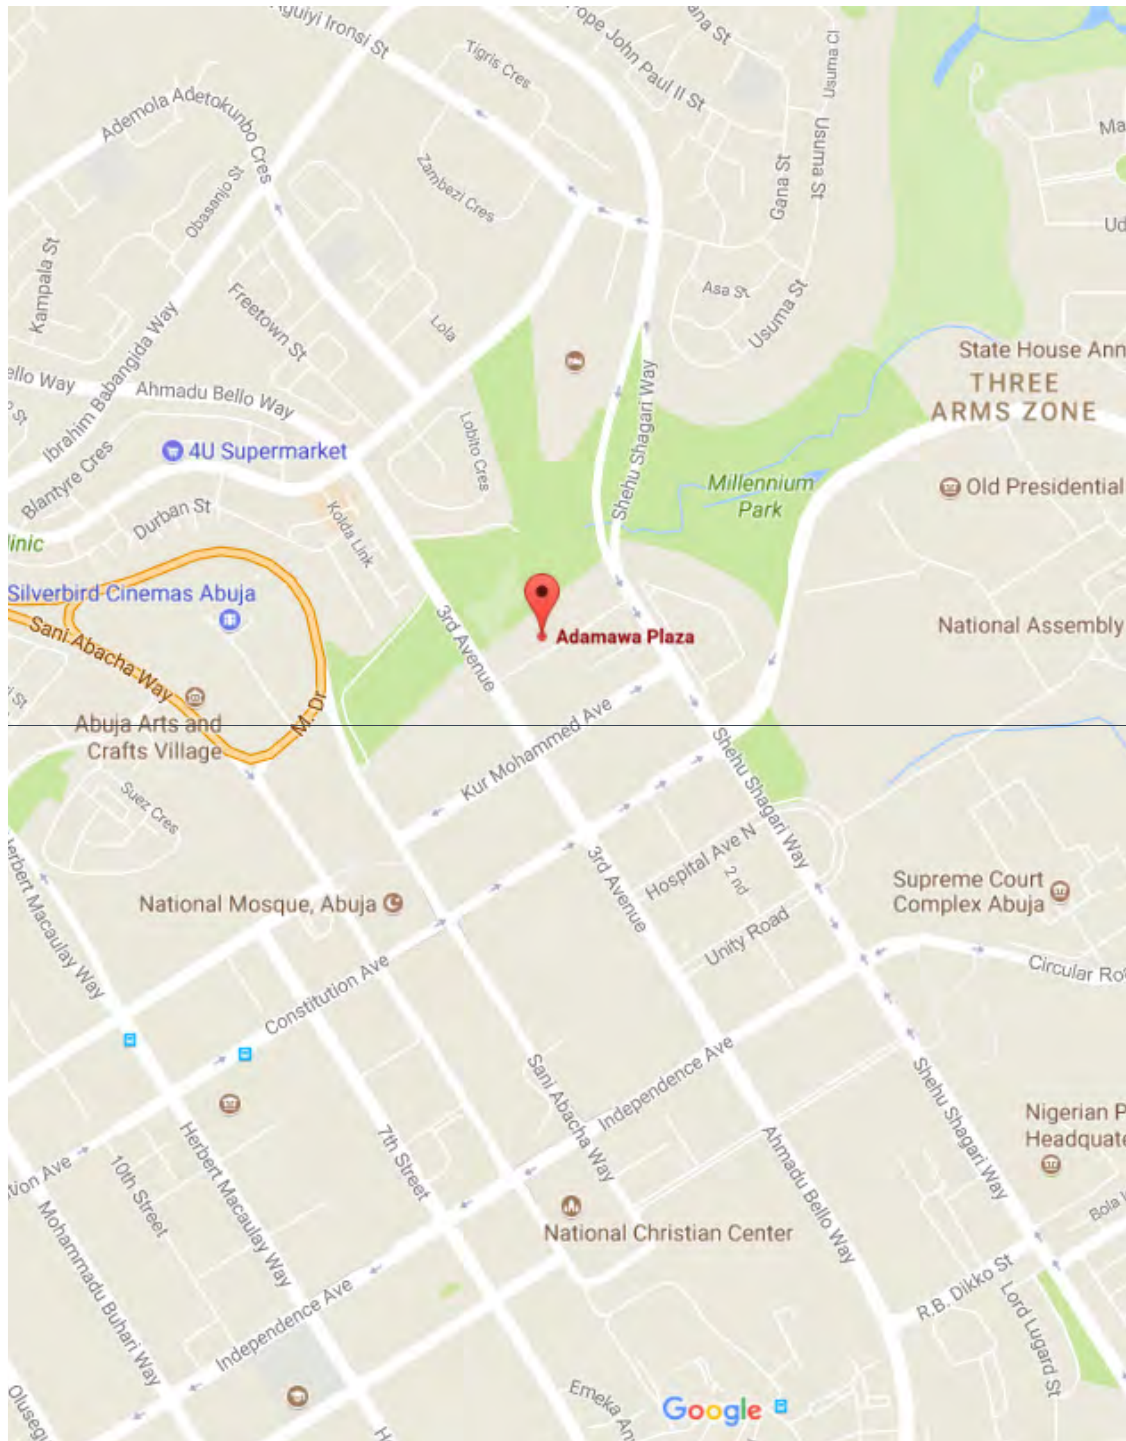 Aguiyi Ironsi St
Tigris Cres
Pope John Paul II St
Usuma Cl
Ademola Adetokunbo Cres
Usuma St
Zambezi Cres
Gana St
Obasanjo St
Kampala St
Asa St
Usuma St
Freetown St
Lola
Ibrahim Babangida Way
State House Ann
THREE
ARMS ZONE
ello Way
Ahmadu Bello Way
Shehu Shagari Way
4U Supermarket
Lobito Cres
Blantyre Cres
Millennium
Park
Old Presidential
Durban St
Kolda Link
linic
Silverbird Cinemas Abuja
3rd Avenue
Adamawa Plaza
National Assembly
Sani Abacha Way
M. Dr
Abuja Arts and
Crafts Village
Kur Mohammed Ave
Shehu Shagari Way
Suez Cres
Herbert Macaulay Way
Hospital Ave N
2 nd
3rd Avenue
National Mosque, Abuja
Supreme Court
Complex Abuja
Unity Road
Circular Ro
Constitution Ave
Sani Abacha Way
Independence Ave
Shehu Shagari Way
Nigerian P
Headquate
7th Street
Herbert Macaulay Way
10th Street
Ahmadu Bello Way
National Christian Center
Mohammadu Buhari Way
R.B. Dikko St
Lord Lugard St
Independence Ave
Oluseg
Emeka An
Google